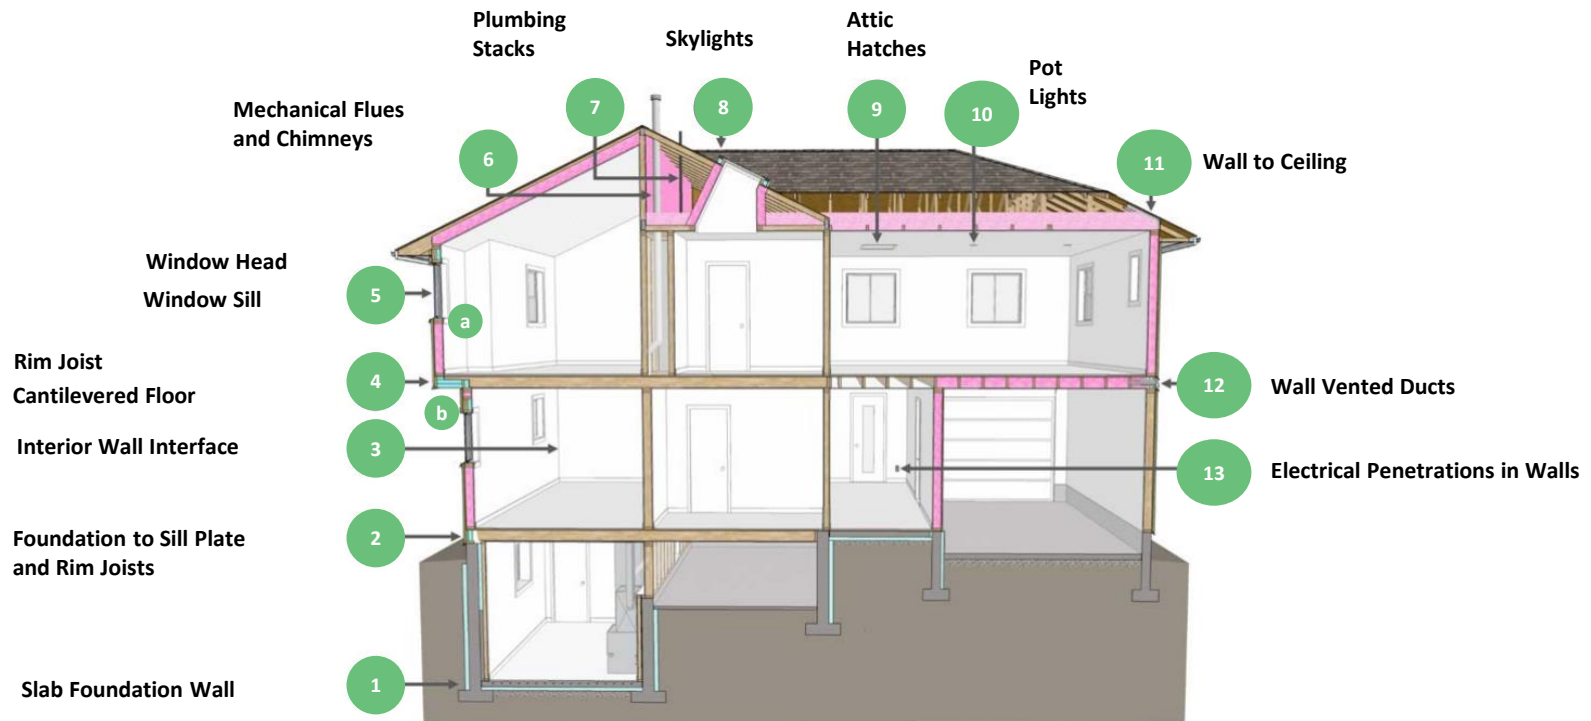 Plumbing
Stacks
Skylights
Attic
Hatches
Pot
Lights
Mechanical Flues
and Chimneys
7
8
9
10
6
11
Wall to Ceiling
Window Head
Window Sill
5
a
Rim Joist
Cantilevered Floor
4
b
12
Wall Vented Ducts
Interior Wall Interface
3
13
Electrical Penetrations in Walls
Foundation to Sill Plate
and Rim Joists
2
Slab Foundation Wall
1